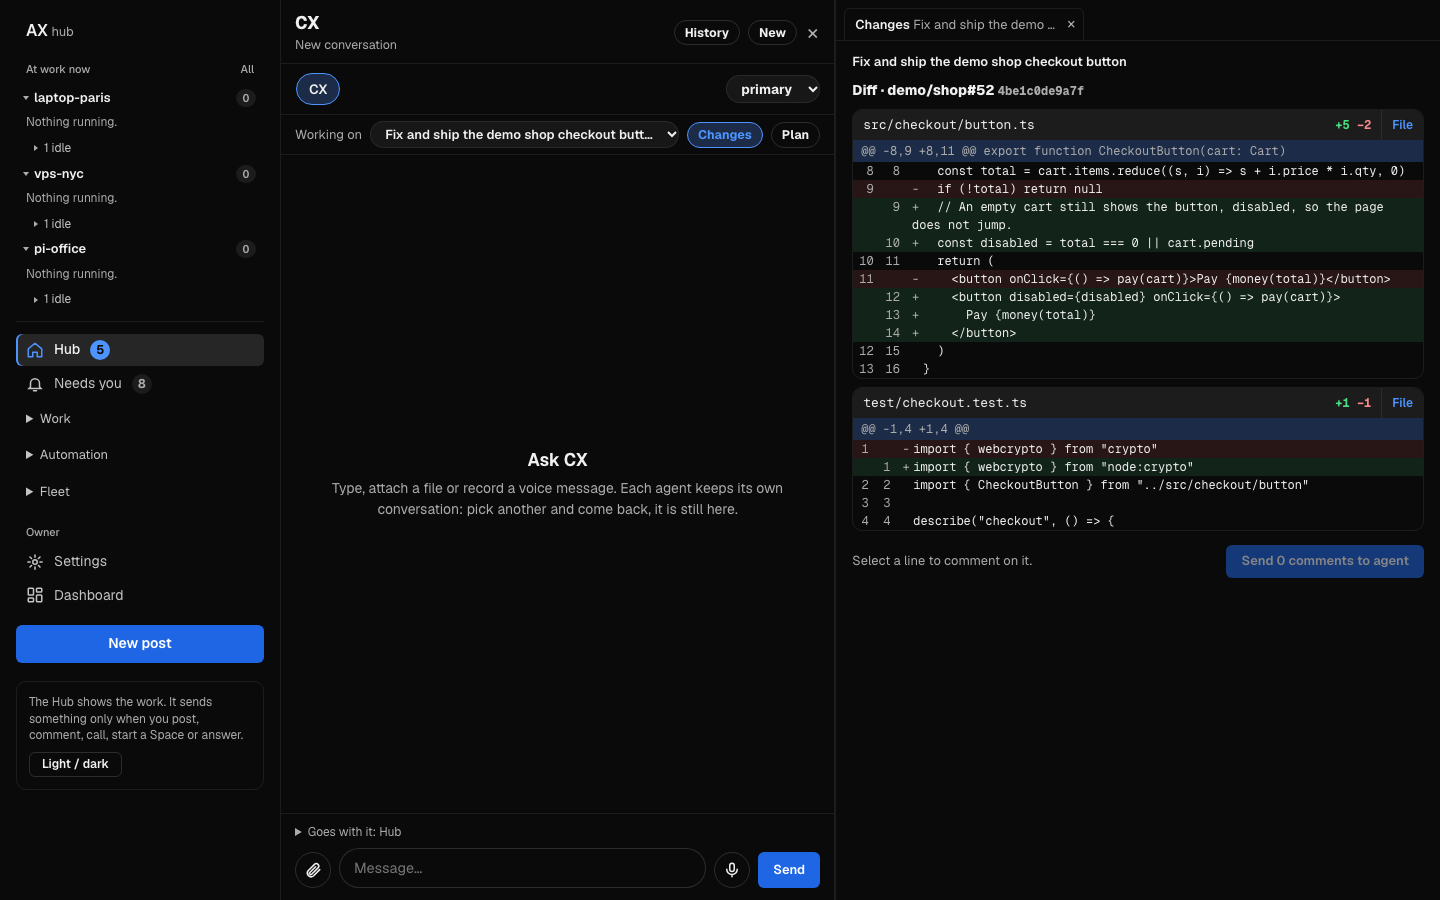 AX hub
At work now All
laptop-paris 0
Nothing running.
1 idle
vps-nyc 0
Nothing running.
1 idle
pi-office 0
Nothing running.
1 idle
Hub 5
Needs you 8
Work
Automation
Fleet
Owner
Settings
Dashboard
New post
The Hub shows the work. It sends
something only when you post,
comment, call, start a Space or answer.
Light / dark
CX
New conversation
History New ×
CX primary
Working on Fix and ship the demo shop checkout butt... Changes Plan
Ask CX
Type, attach a file or record a voice message. Each agent keeps its own
conversation: pick another and come back, it is still here.
Goes with it: Hub
Message...
Send
Changes Fix and ship the demo ... ×
Fix and ship the demo shop checkout button
Diff · demo/shop#52 4be1c0de9a7f
src/checkout/button.ts +5 −2 File
@@ -8,9 +8,11 @@ export function CheckoutButton(cart: Cart)
8 8 const total = cart.items.reduce((s, i) => s + i.price * i.qty, 0)
9 - if (!total) return null
9 + // An empty cart still shows the button, disabled, so the page
does not jump.
10 + const disabled = total === 0 || cart.pending
10 11 return (
11 - <button onClick={() => pay(cart)}>Pay {money(total)}</button>
12 + <button disabled={disabled} onClick={() => pay(cart)}>
13 + Pay {money(total)}
14 + </button>
12 15 )
13 16 }
test/checkout.test.ts +1 −1 File
@@ -1,4 +1,4 @@
1 - import { webcrypto } from "crypto"
1 + import { webcrypto } from "node:crypto"
2 2 import { CheckoutButton } from "../src/checkout/button"
3 3
4 4 describe("checkout", () => {
Select a line to comment on it.
Send 0 comments to agent